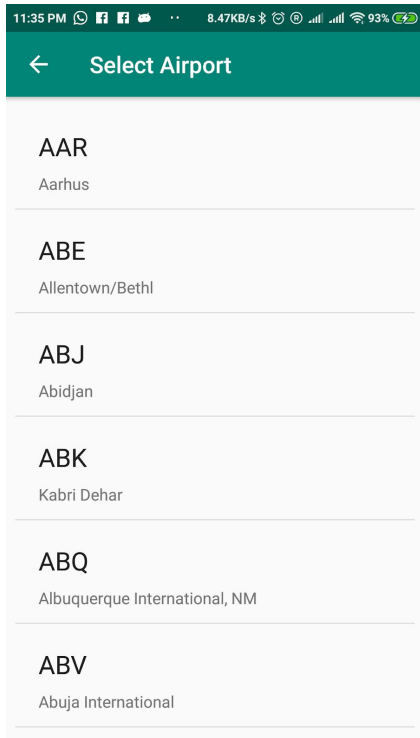 11:35 PM 8.47KB/s 93%
Select Airport
AAR
Aarhus
ABE
Allentown/Bethl
ABJ
Abidjan
ABK
Kabri Dehar
ABQ
Albuquerque International, NM
ABV
Abuja International